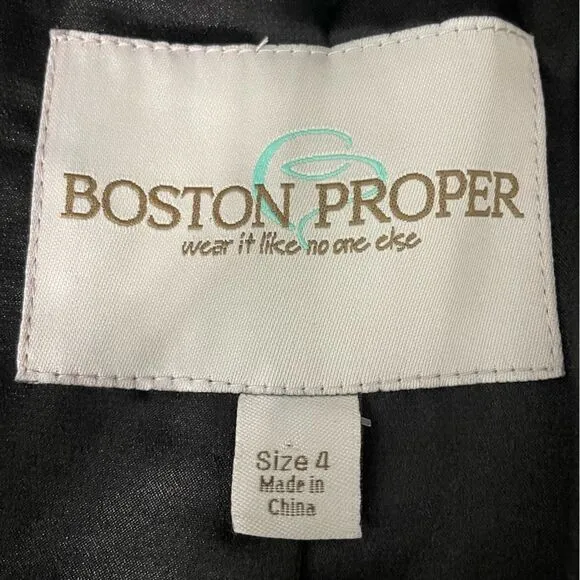 BOSTON PROPER
wear it like no one else
Size 4
Made in
China